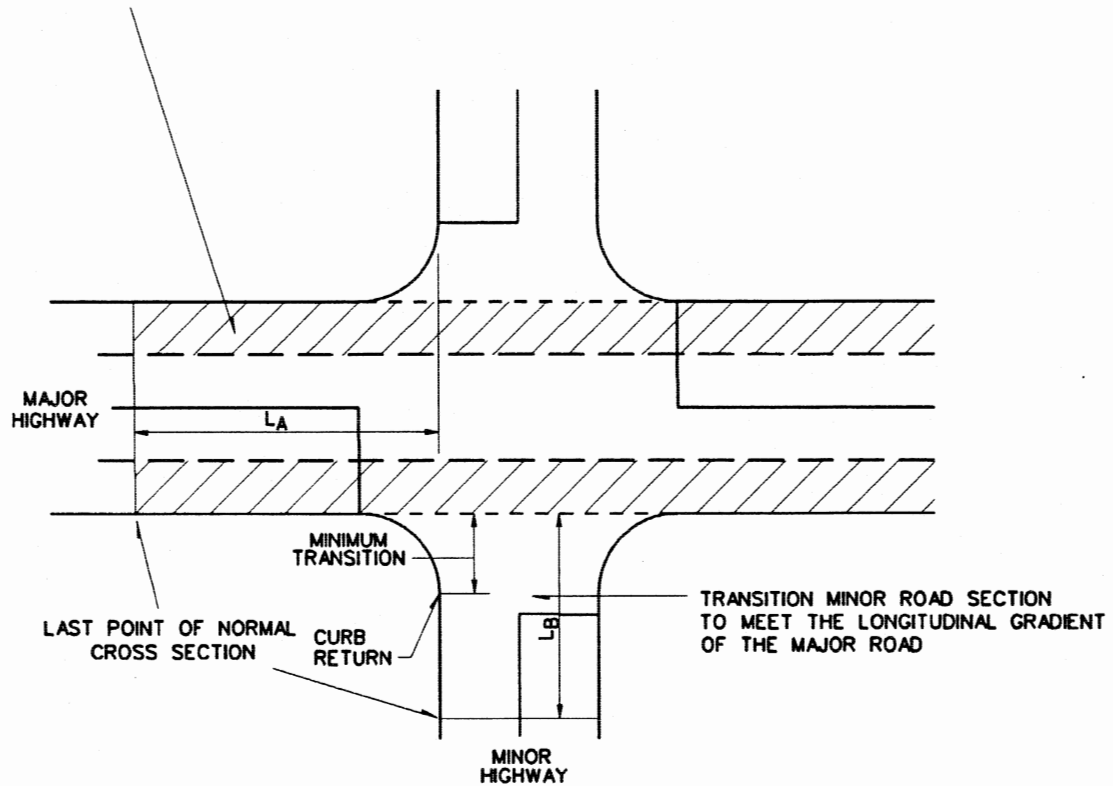 MAJOR
HIGHWAY
LA
MINIMUM
TRANSITION
LAST POINT OF NORMAL
CROSS SECTION
CURB
RETURN
LB
TRANSITION MINOR ROAD SECTION
TO MEET THE LONGITUDINAL GRADIENT
OF THE MAJOR ROAD
MINOR
HIGHWAY